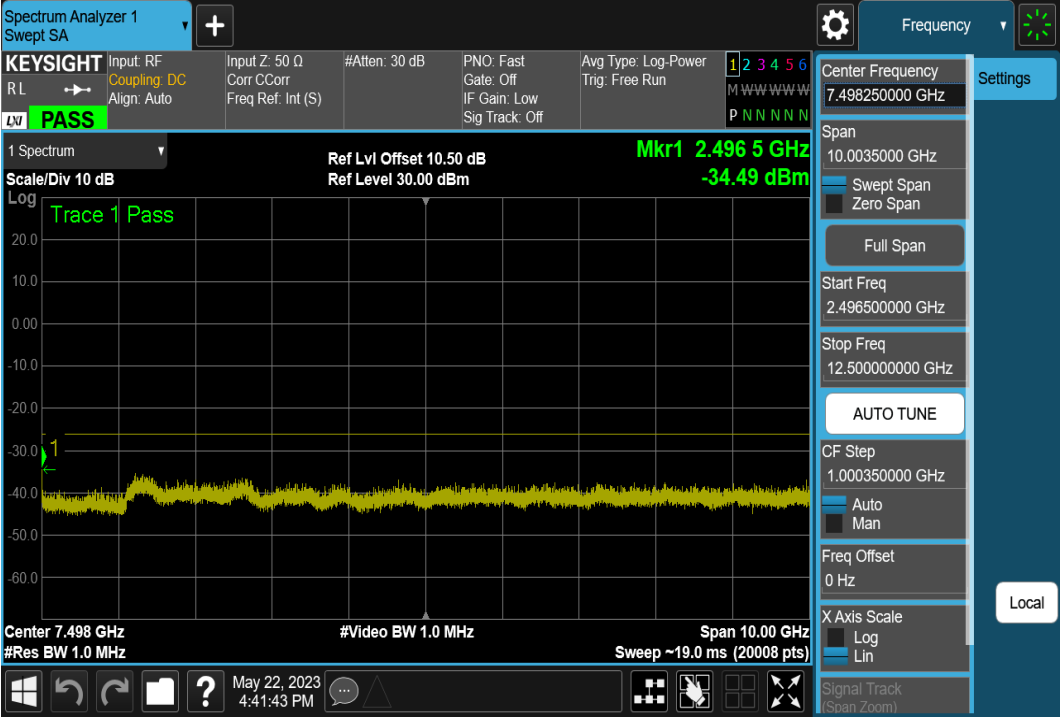 Spectrum Analyzer 1
Swept SA
+
Frequency
KEYSIGHT
R L
LXI
PASS
Input: RF
Coupling: DC
Align: Auto
Input Z: 50 Ω
Corr CCorr
Freq Ref: Int (S)
#Atten: 30 dB
PNO: Fast
Gate: Off
IF Gain: Low
Sig Track: Off
Avg Type: Log-Power
Trig: Free Run
1 2 3 4 5 6
M W W W W W
P N N N N N
1 Spectrum
Scale/Div 10 dB
Log
Ref Lvl Offset 10.50 dB
Ref Level 30.00 dBm
Mkr1 2.496 5 GHz
-34.49 dBm
Trace 1 Pass
20.0
10.0
0.00
-10.0
-20.0
-30.0
1
-40.0
-50.0
-60.0
Center 7.498 GHz
#Res BW 1.0 MHz
#Video BW 1.0 MHz
Span 10.00 GHz
Sweep ~19.0 ms (20008 pts)
Center Frequency
7.498250000 GHz
Settings
Span
10.0035000 GHz
Swept Span
Zero Span
Full Span
Start Freq
2.496500000 GHz
Stop Freq
12.500000000 GHz
AUTO TUNE
CF Step
1.000350000 GHz
Auto
Man
Freq Offset
0 Hz
Local
X Axis Scale
Log
Lin
Signal Track
(Span Zoom)
?
May 22, 2023
4:41:43 PM